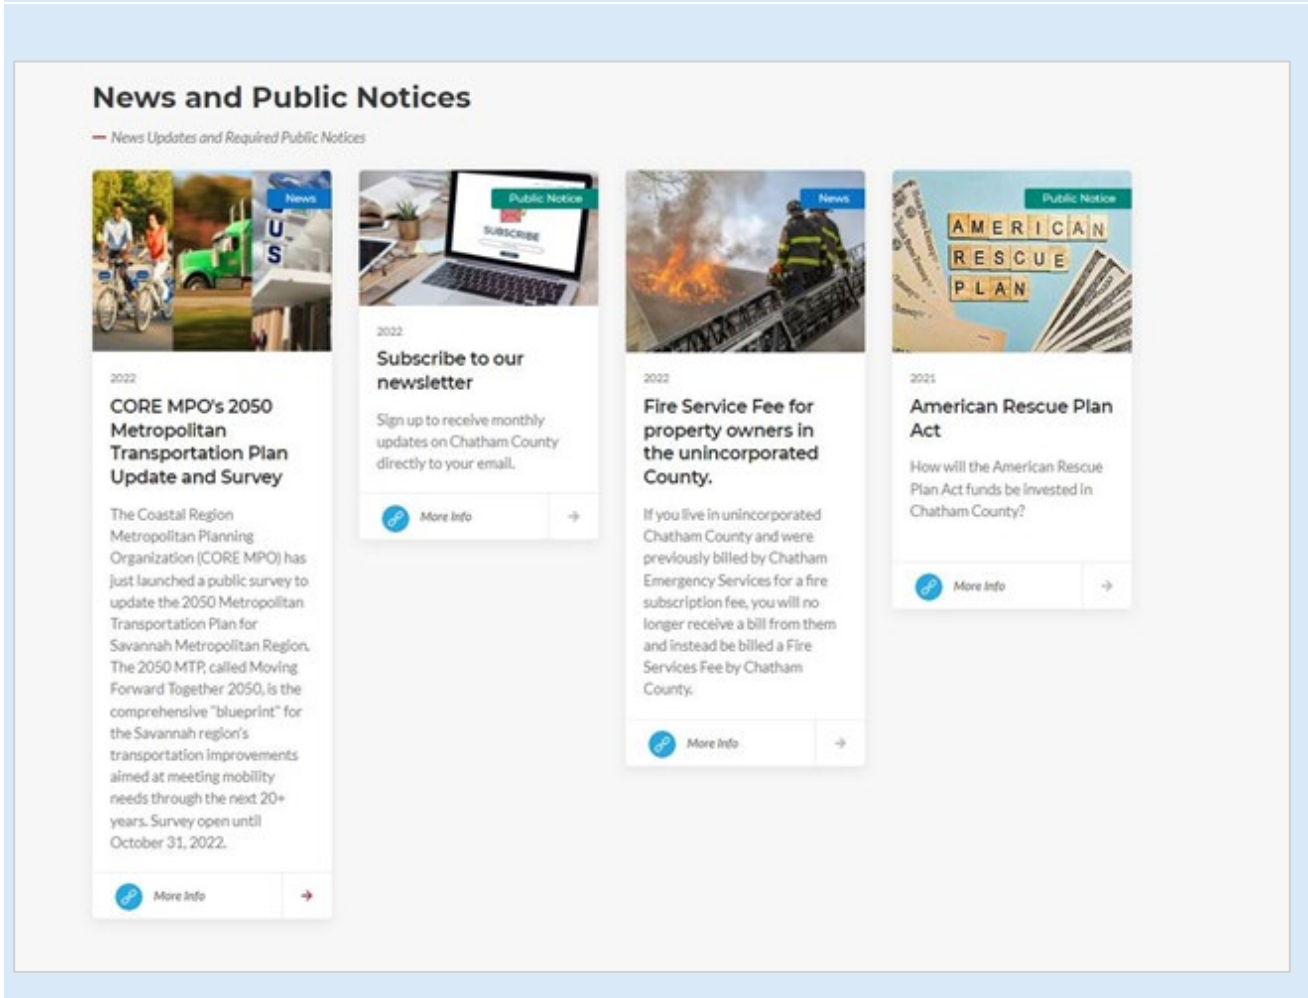 News and Public Notices
News Updates and Required Public Notices
News
BUS
2022
CORE MPO's 2050
Metropolitan
Transportation Plan
Update and Survey
The Coastal Region
Metropolitan Planning
Organization (CORE MPO) has
just launched a public survey to
update the 2050 Metropolitan
Transportation Plan for
Savannah Metropolitan Region.
The 2050 MTP, called Moving
Forward Together 2050, is the
comprehensive "blueprint" for
the Savannah region's
transportation improvements
aimed at meeting mobility
needs through the next 20+
years. Survey open until
October 31, 2022.
More Info
Public Notice
SUBSCRIBE
2022
Subscribe to our
newsletter
Sign up to receive monthly
updates on Chatham County
directly to your email.
More Info
News
2022
Fire Service Fee for
property owners in
the unincorporated
County.
If you live in unincorporated
Chatham County and were
previously billed by Chatham
Emergency Services for a fire
subscription fee, you will no
longer receive a bill from them
and instead be billed a Fire
Services Fee by Chatham
County.
More Info
Public Notice
AMERICAN
RESCUE
PLAN
2021
American Rescue Plan
Act
How will the American Rescue
Plan Act funds be invested in
Chatham County?
More Info